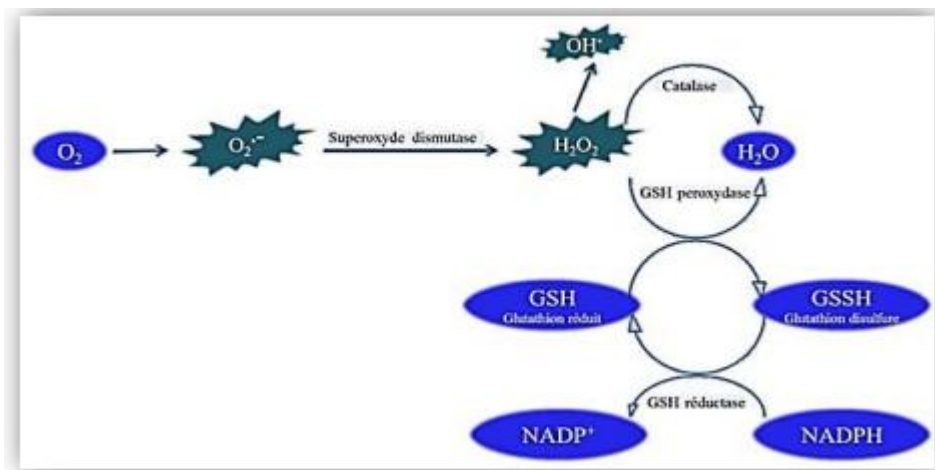 OH•
Catalase
O₂
O₂•⁻
Superoxyde dismutase
H₂O₂
H₂O
GSH peroxydase
GSH
Glutathion réduit
GSSH
Glutathion disulfure
GSH réductase
NADP⁺
NADPH